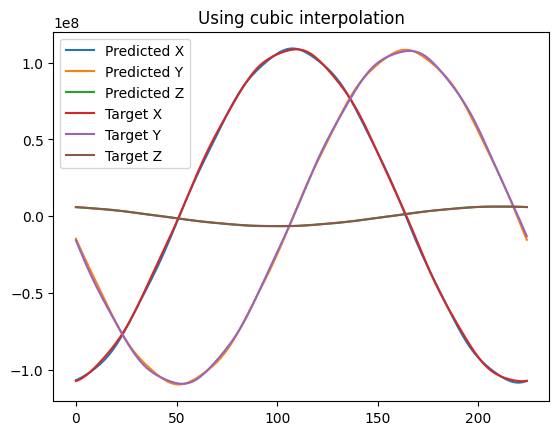 Using cubic interpolation
1e8
Predicted X
Predicted Y
Predicted Z
Target X
Target Y
Target Z
1.0
0.5
0.0
−0.5
−1.0
0 50 100 150 200